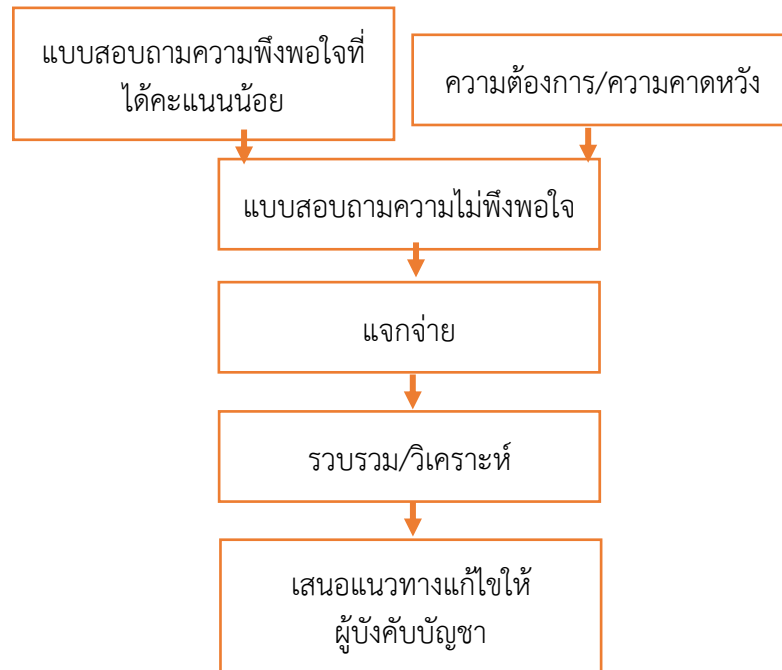 แบบสอบถามความพึงพอใจที่
ได้คะแนนน้อย
ความต้องการ/ความคาดหวัง
แบบสอบถามความไม่พึงพอใจ
แจกจ่าย
รวบรวม/วิเคราะห์
เสนอแนวทางแก้ไขให้
ผู้บังคับบัญชา